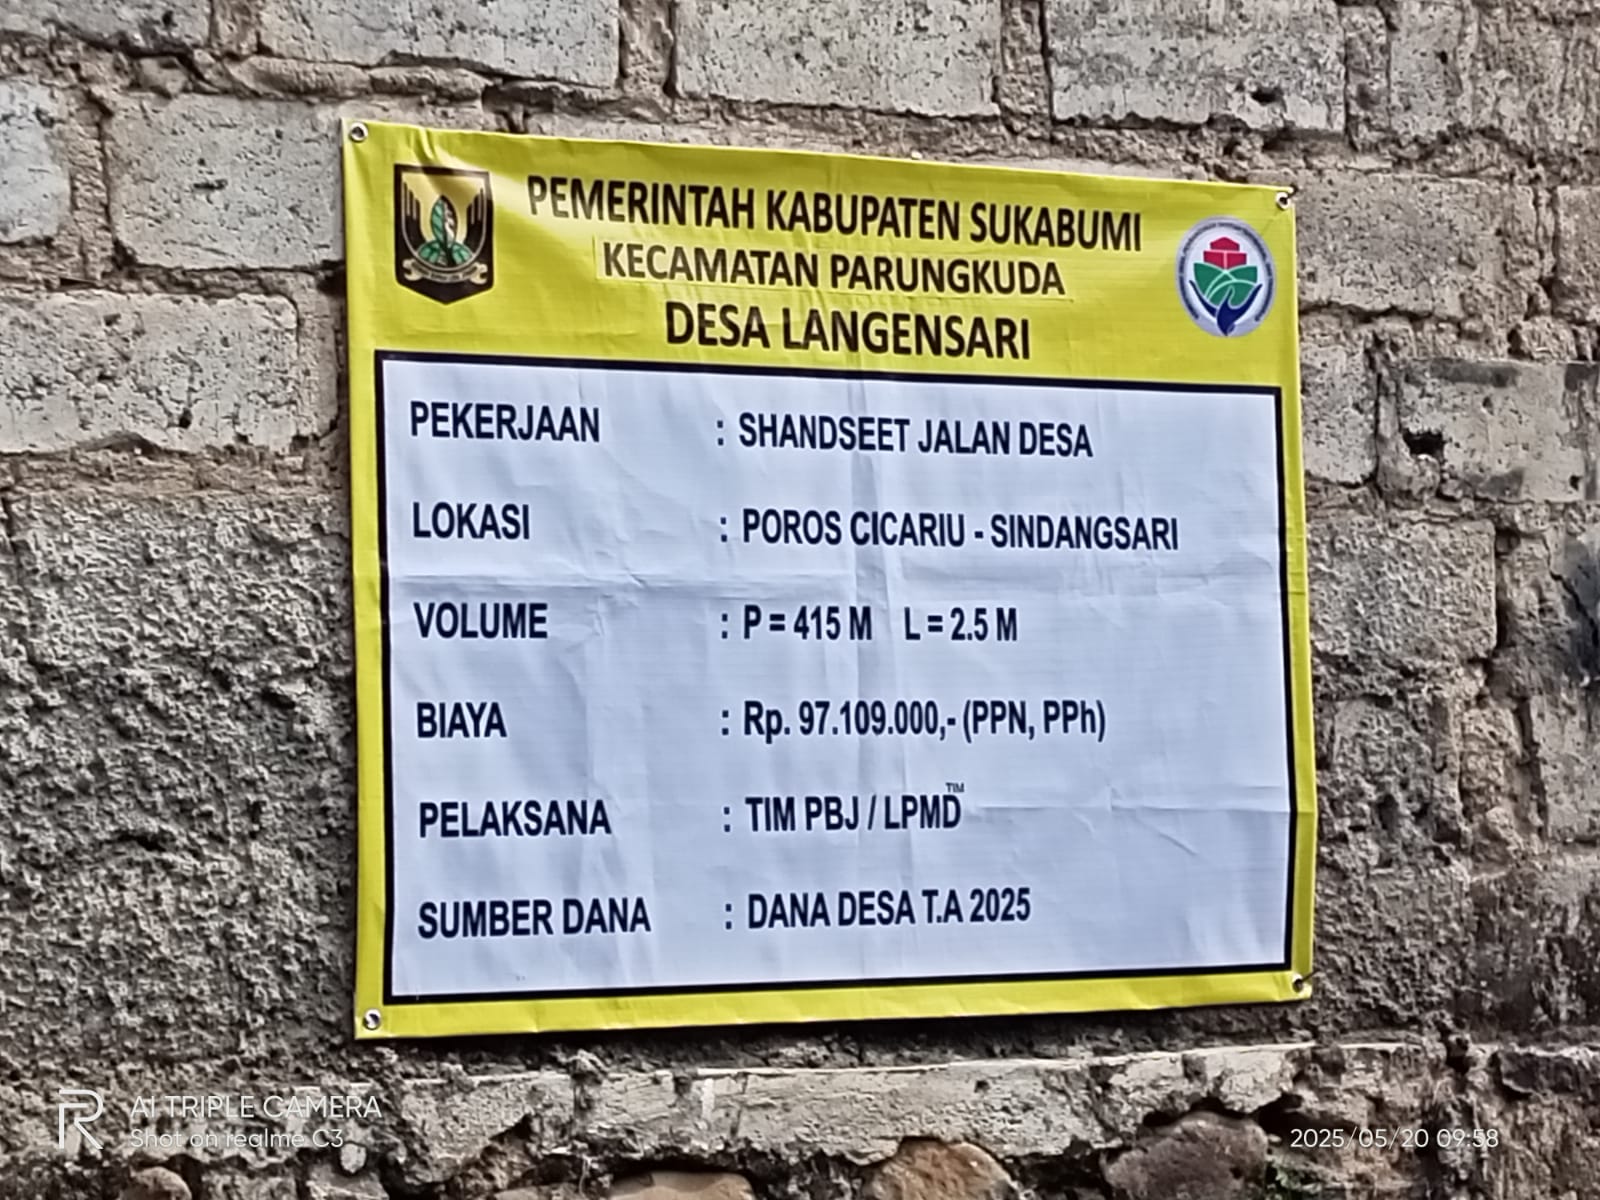 PEMERINTAH KABUPATEN SUKABUMI
KECAMATAN PARUNGKUDA
DESA LANGENSARI
PEKERJAAN : SHANDSEET JALAN DESA
LOKASI : POROS CICARIU - SINDANGSARI
VOLUME : P = 415 M L = 2.5 M
BIAYA : Rp. 97.109.000,- (PPN, PPh)
PELAKSANA : TIM PBJ / LPMD TIM
SUMBER DANA : DANA DESA T.A 2025
AI TRIPLE CAMERA
Shot on realme C3
2025/05/20 09:58